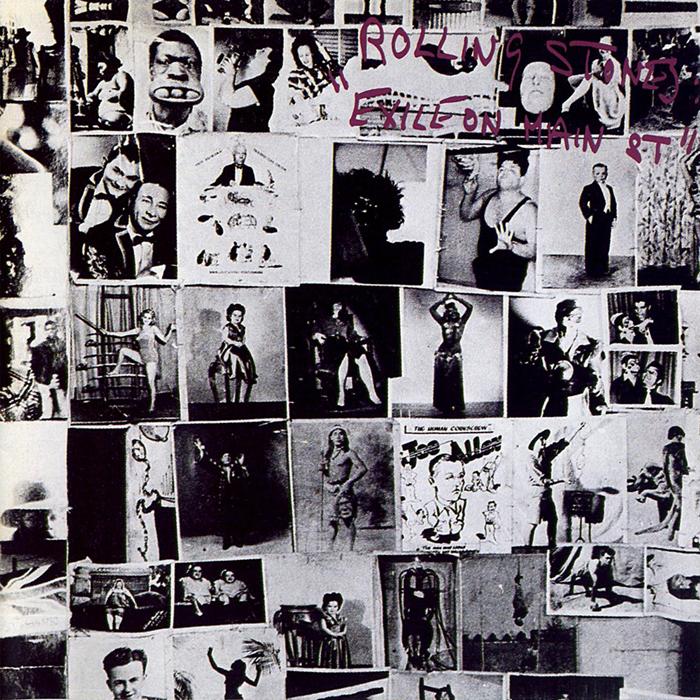 ROLLING STONES
"EXILE ON MAIN ST"
THE HUMAN CORKSCREW
Joe Allen